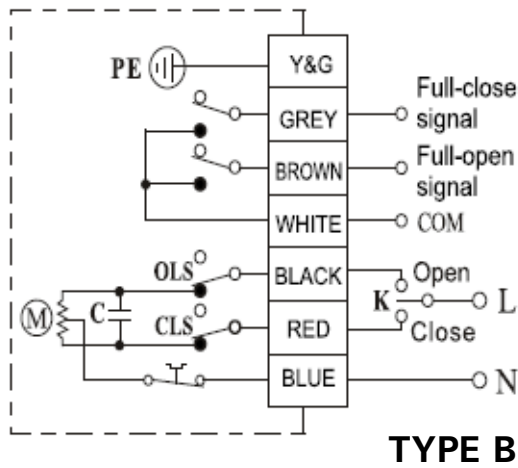 PE
Y&G
GREY
Full-close
signal
BROWN
Full-open
signal
WHITE
COM
OLS
BLACK
Open
M
C
K
L
CLS
RED
Close
BLUE
N
TYPE B